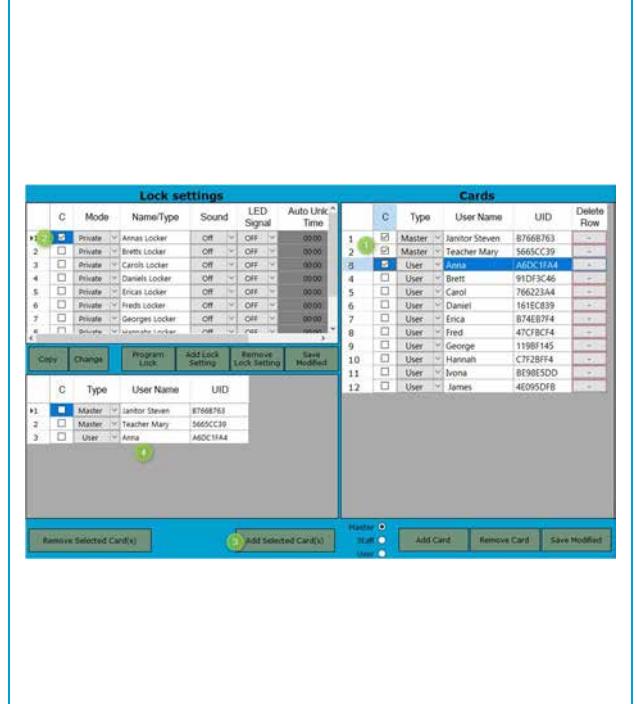 Lock settings
C Mode Name/Type Sound LED Signal Auto Unlc Time
1 2 Private Annas Locker Off OFF 00:00
2 Private Bretts Locker Off OFF 00:00
3 Private Carols Locker Off OFF 00:00
4 Private Daniels Locker Off OFF 00:00
5 Private Ericas Locker Off OFF 00:00
6 Private Freds Locker Off OFF 00:00
7 Private Georges Locker Off OFF 00:00
8 Private Hannahs Locker Off OFF
Copy Change Program Lock Add Lock Setting Remove Lock Setting Save Modified
C Type User Name UID
1 Master Janitor Steven 8766B763
2 Master Teacher Mary 5665CC39
3 User Anna A6DC1FA4
4
Remove Selected Card(s) 3 Add Selected Card(s)
Cards
C Type User Name UID Delete Row
1 Master Janitor Steven 8766B763 -
1
2 Master Teacher Mary 5665CC39 -
3 User Anna A6DC1FA4 -
4 User Brett 91DF3C46 -
5 User Carol 766223A4 -
6 User Daniel 161EC839 -
7 User Erica B74EB7F4 -
8 User Fred 47CFBCF4 -
9 User George 119BF145 -
10 User Hannah C7F2BFF4 -
11 User Ivona BE98E5DD -
12 User James 4E095DFB -
Master
Staff
User
Add Card Remove Card Save Modified